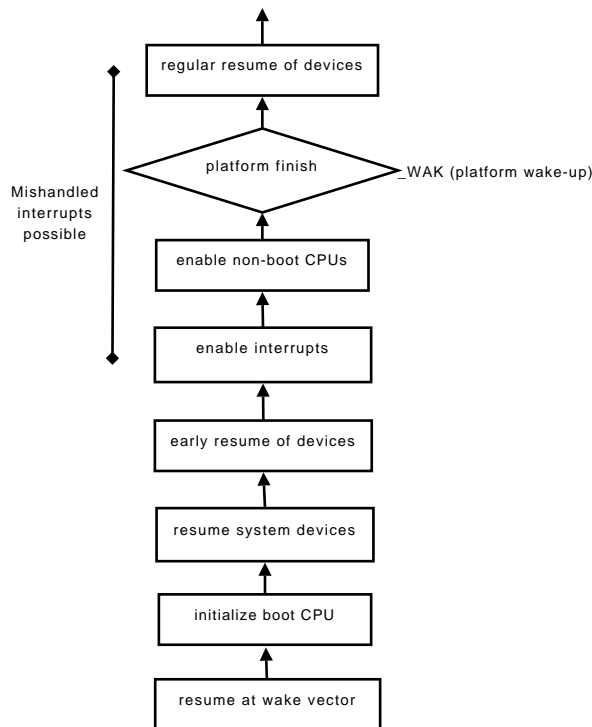 regular resume of devices
platform finish
_WAK (platform wake-up)
Mishandled
interrupts
possible
enable non-boot CPUs
enable interrupts
early resume of devices
resume system devices
initialize boot CPU
resume at wake vector